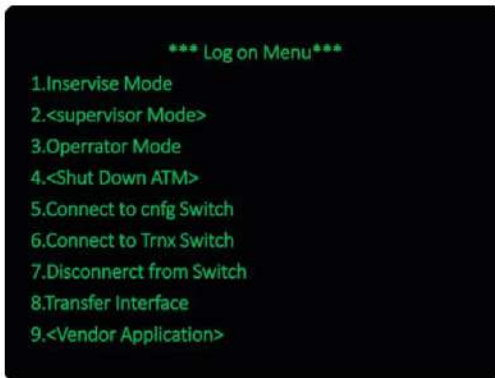 *** Log on Menu***
1.Inservise Mode
2.<supervisor Mode>
3.Operrator Mode
4.<Shut Down ATM>
5.Connect to cnfg Switch
6.Connect to Trnx Switch
7.Disconnerct from Switch
8.Transfer Interface
9.<Vendor Application>